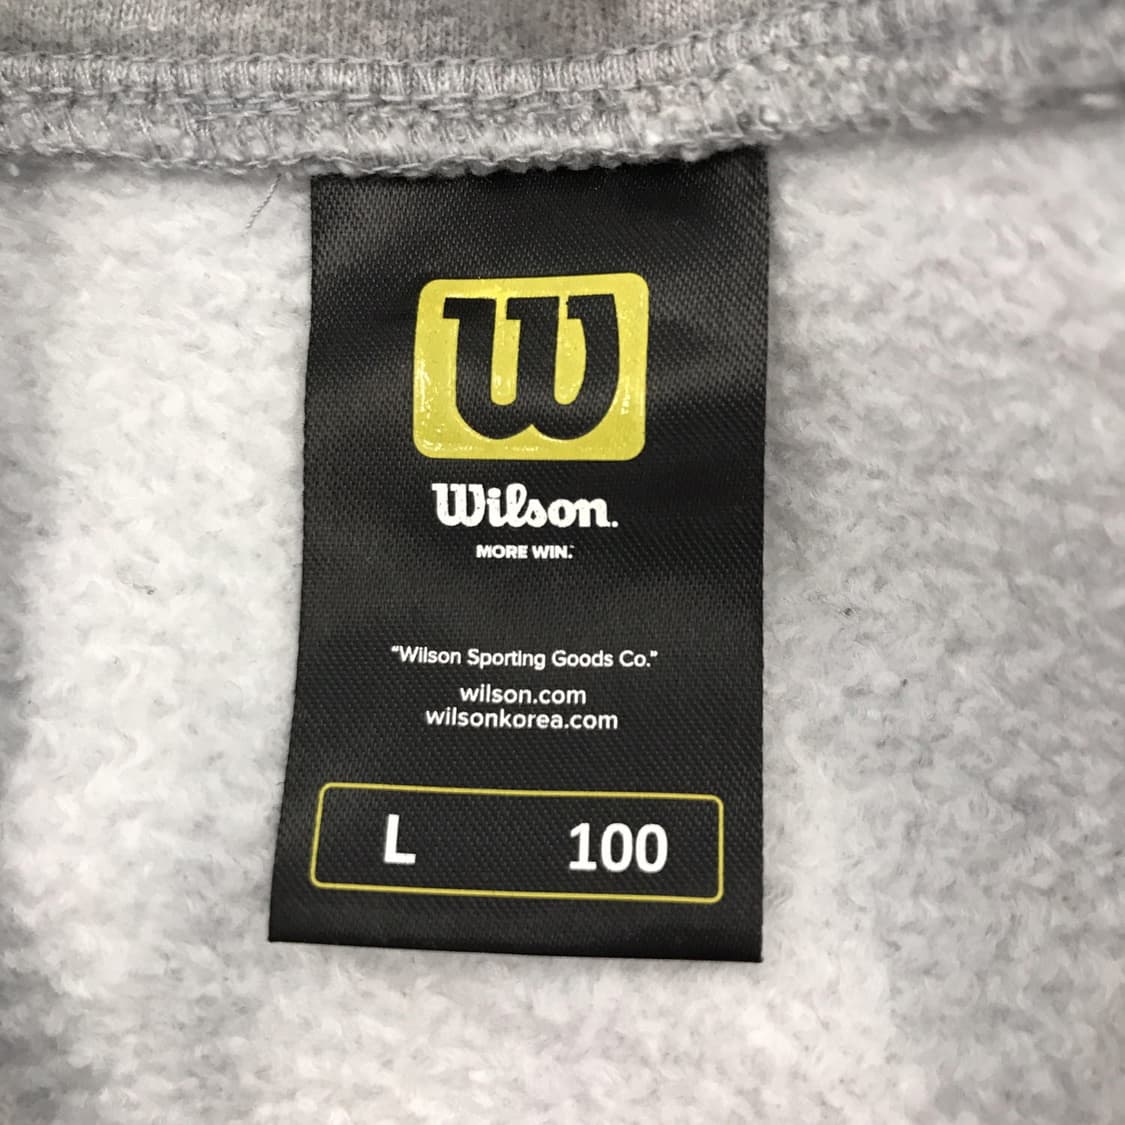 W
Wilson.
MORE WIN.
“Wilson Sporting Goods Co.”
wilson.com
wilsonkorea.com
L 100